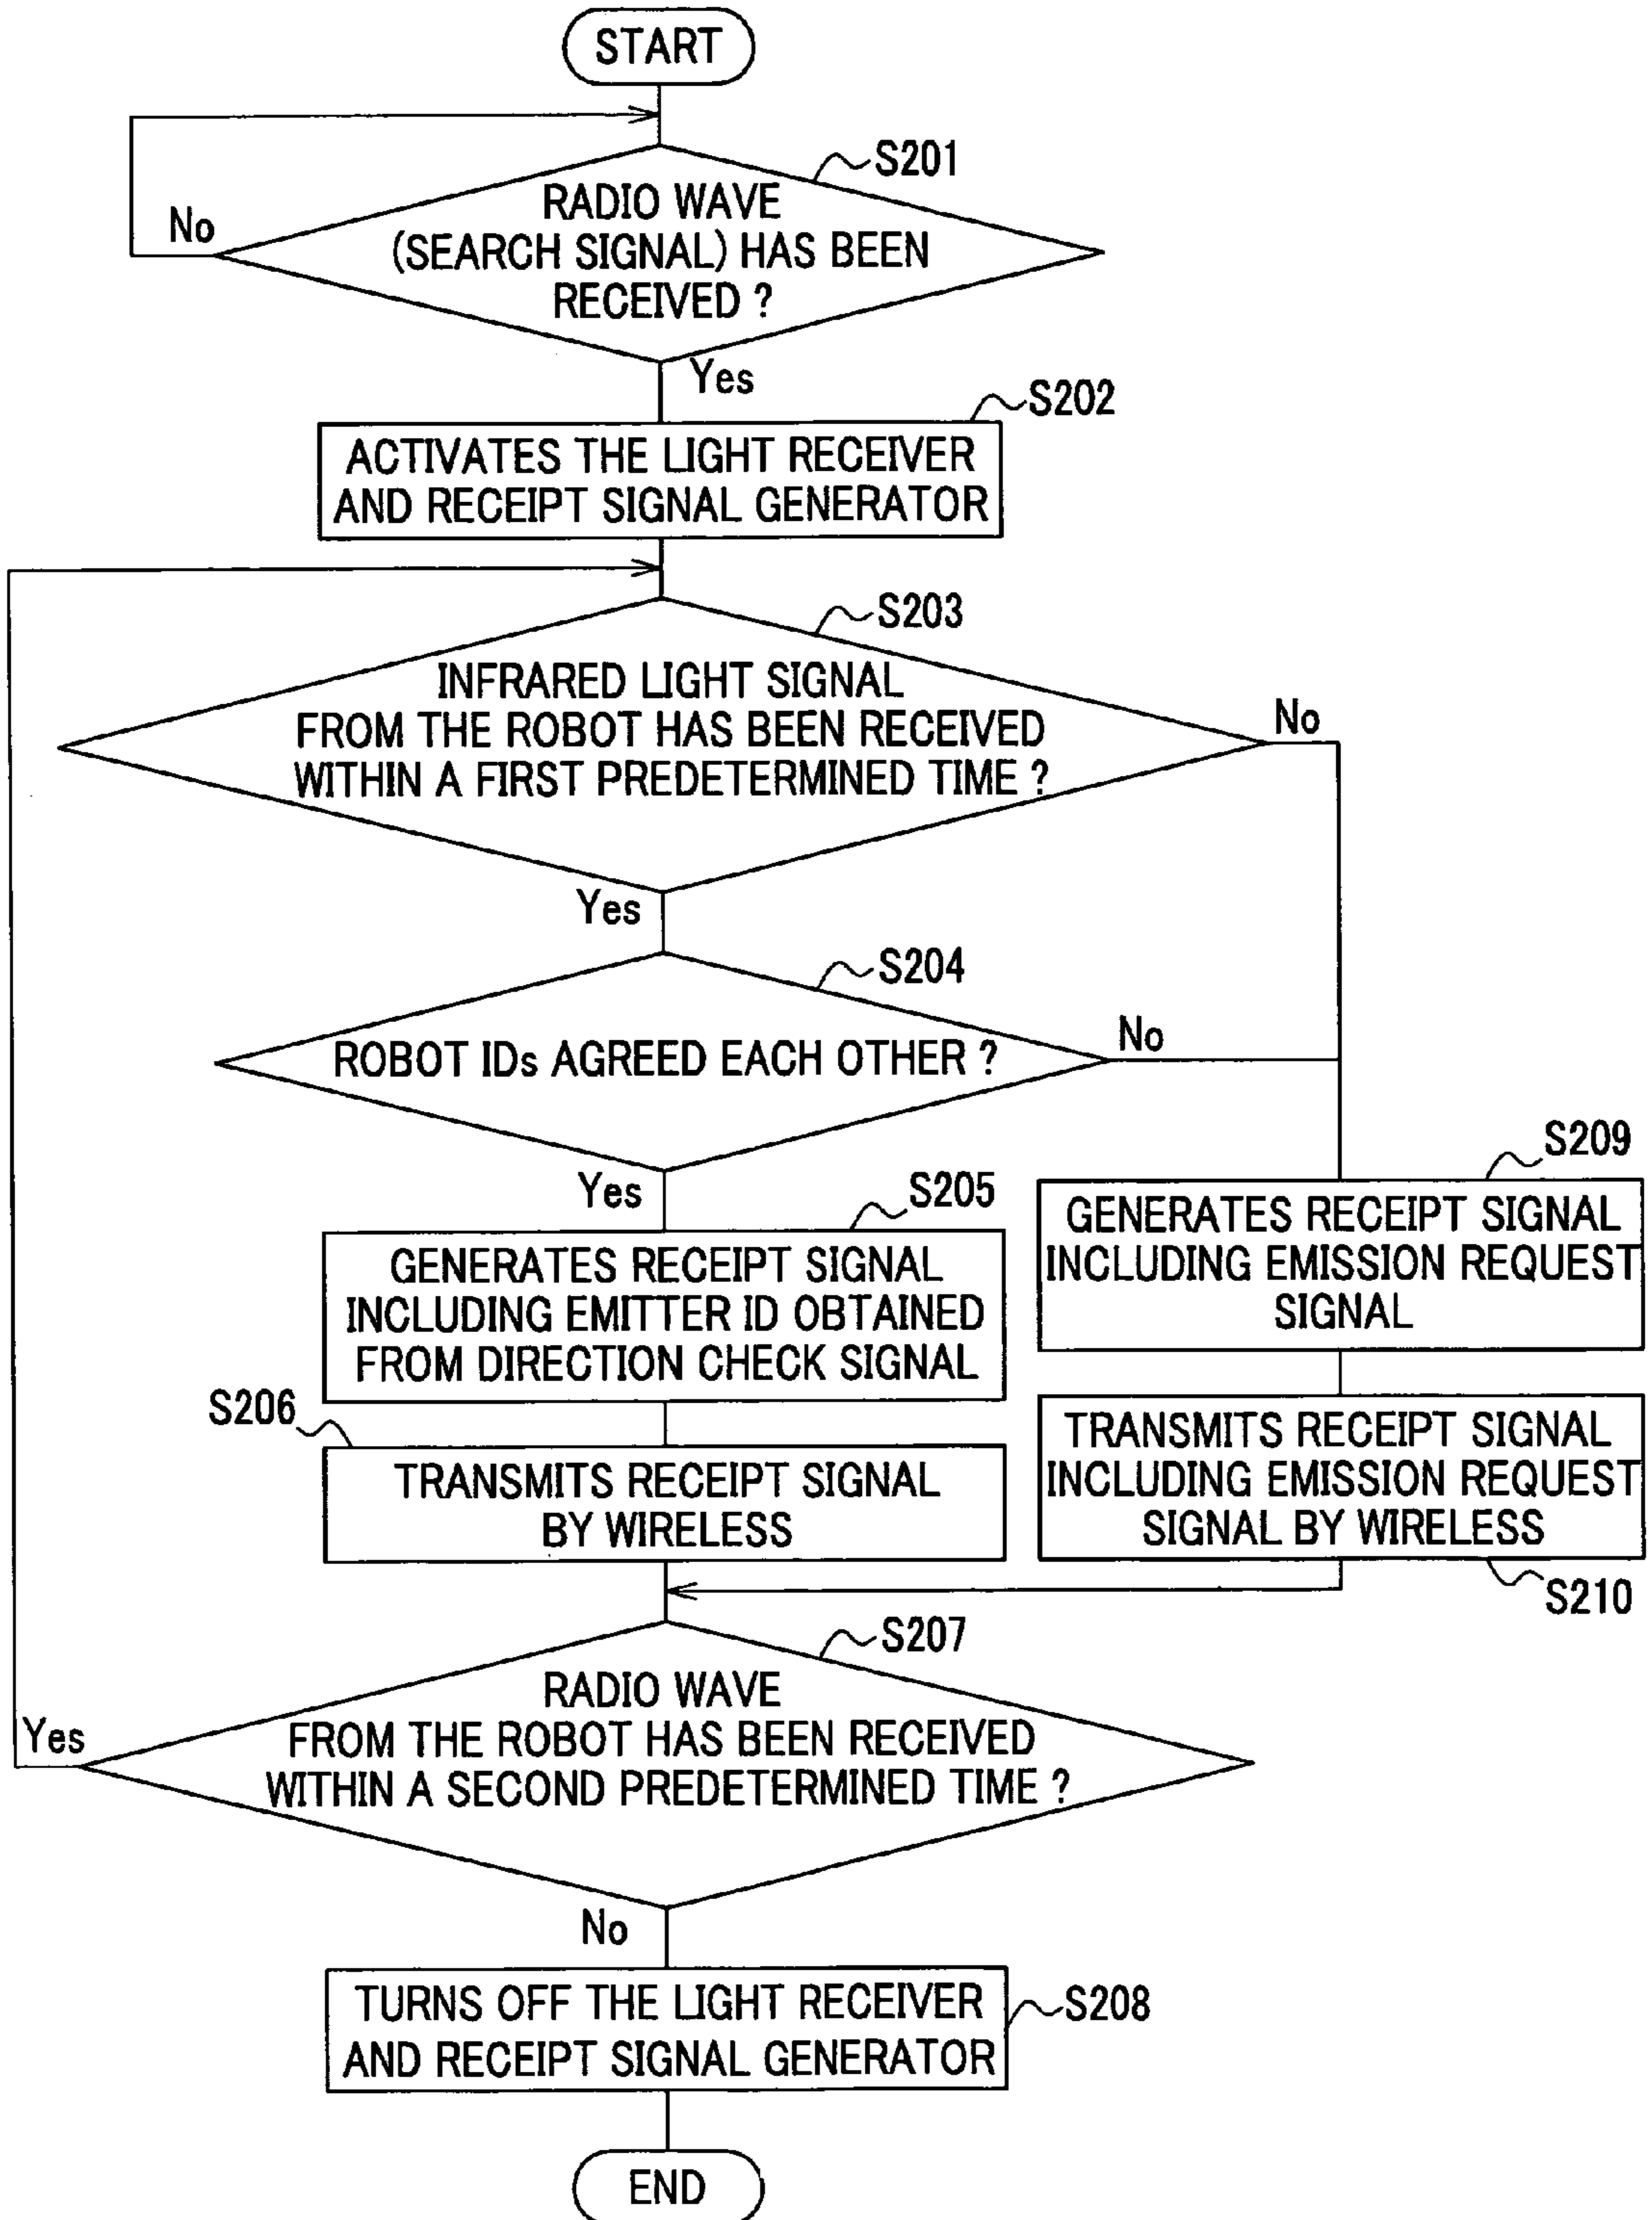 START
S201
RADIO WAVE
(SEARCH SIGNAL) HAS BEEN
RECEIVED ?
No
Yes
S202
ACTIVATES THE LIGHT RECEIVER
AND RECEIPT SIGNAL GENERATOR
S203
INFRARED LIGHT SIGNAL
FROM THE ROBOT HAS BEEN RECEIVED
WITHIN A FIRST PREDETERMINED TIME ?
No
Yes
S204
ROBOT IDs AGREED EACH OTHER ?
No
Yes
S205
GENERATES RECEIPT SIGNAL
INCLUDING EMITTER ID OBTAINED
FROM DIRECTION CHECK SIGNAL
S209
GENERATES RECEIPT SIGNAL
INCLUDING EMISSION REQUEST
SIGNAL
S206
TRANSMITS RECEIPT SIGNAL
BY WIRELESS
TRANSMITS RECEIPT SIGNAL
INCLUDING EMISSION REQUEST
SIGNAL BY WIRELESS
S210
S207
RADIO WAVE
FROM THE ROBOT HAS BEEN RECEIVED
WITHIN A SECOND PREDETERMINED TIME ?
Yes
No
TURNS OFF THE LIGHT RECEIVER
AND RECEIPT SIGNAL GENERATOR
S208
END